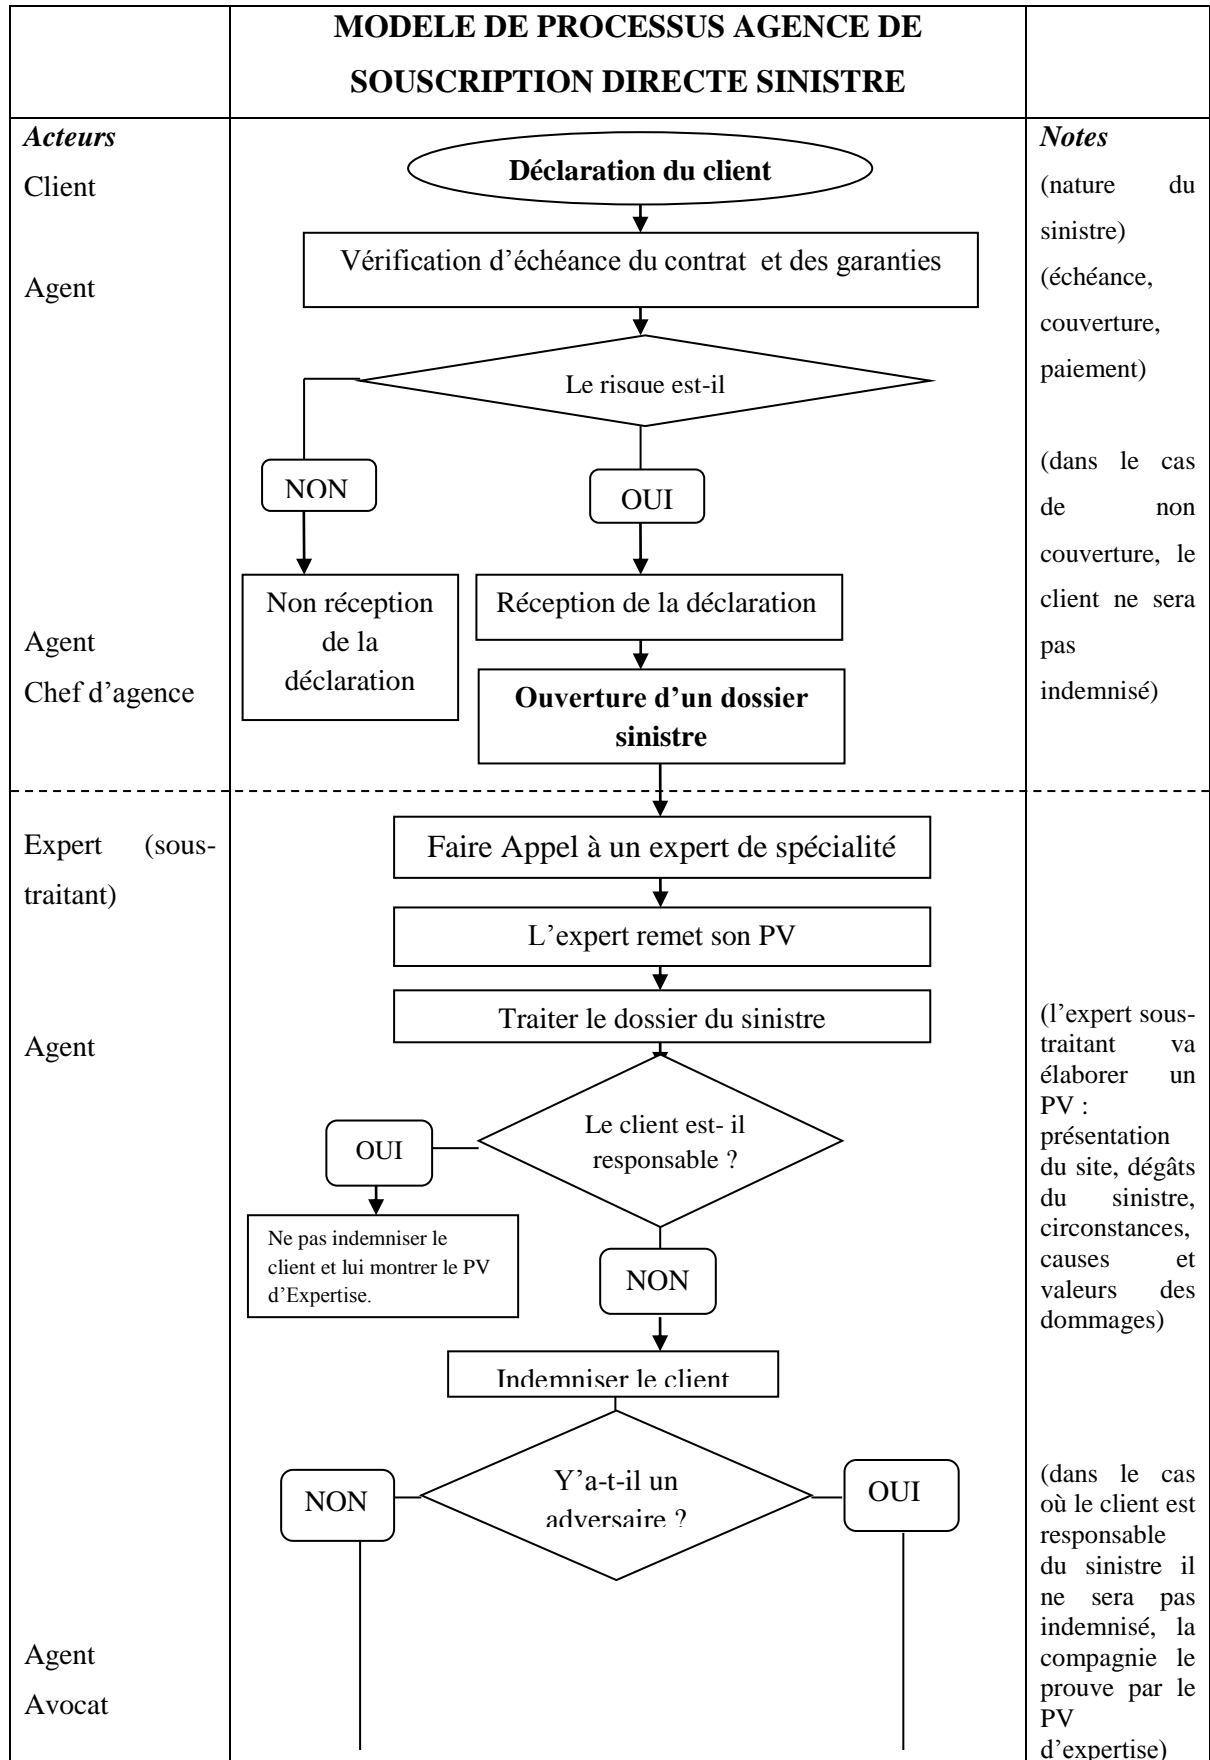 MODELE DE PROCESSUS AGENCE DE
SOUSCRIPTION DIRECTE SINISTRE
Acteurs
Client
Agent
Agent
Chef d’agence
Expert (sous-
traitant)
Agent
Agent
Avocat
Déclaration du client
Vérification d’échéance du contrat et des garanties
Le risque est-il
NON
OUI
Non réception
de la
déclaration
Réception de la déclaration
Ouverture d’un dossier
sinistre
Faire Appel à un expert de spécialité
L’expert remet son PV
Traiter le dossier du sinistre
Le client est- il
responsable ?
OUI
Ne pas indemniser le
client et lui montrer le PV
d’Expertise.
NON
Indemniser le client
Y’a-t-il un
adversaire ?
NON
OUI
Notes
(nature du
sinistre)
(échéance,
couverture,
paiement)
(dans le cas
de non
couverture, le
client ne sera
pas
indemnisé)
(l’expert sous-
traitant va
élaborer un
PV :
présentation
du site, dégâts
du sinistre,
circonstances,
causes et
valeurs des
dommages)
(dans le cas
où le client est
responsable
du sinistre il
ne sera pas
indemnisé, la
compagnie le
prouve par le
PV
d’expertise)